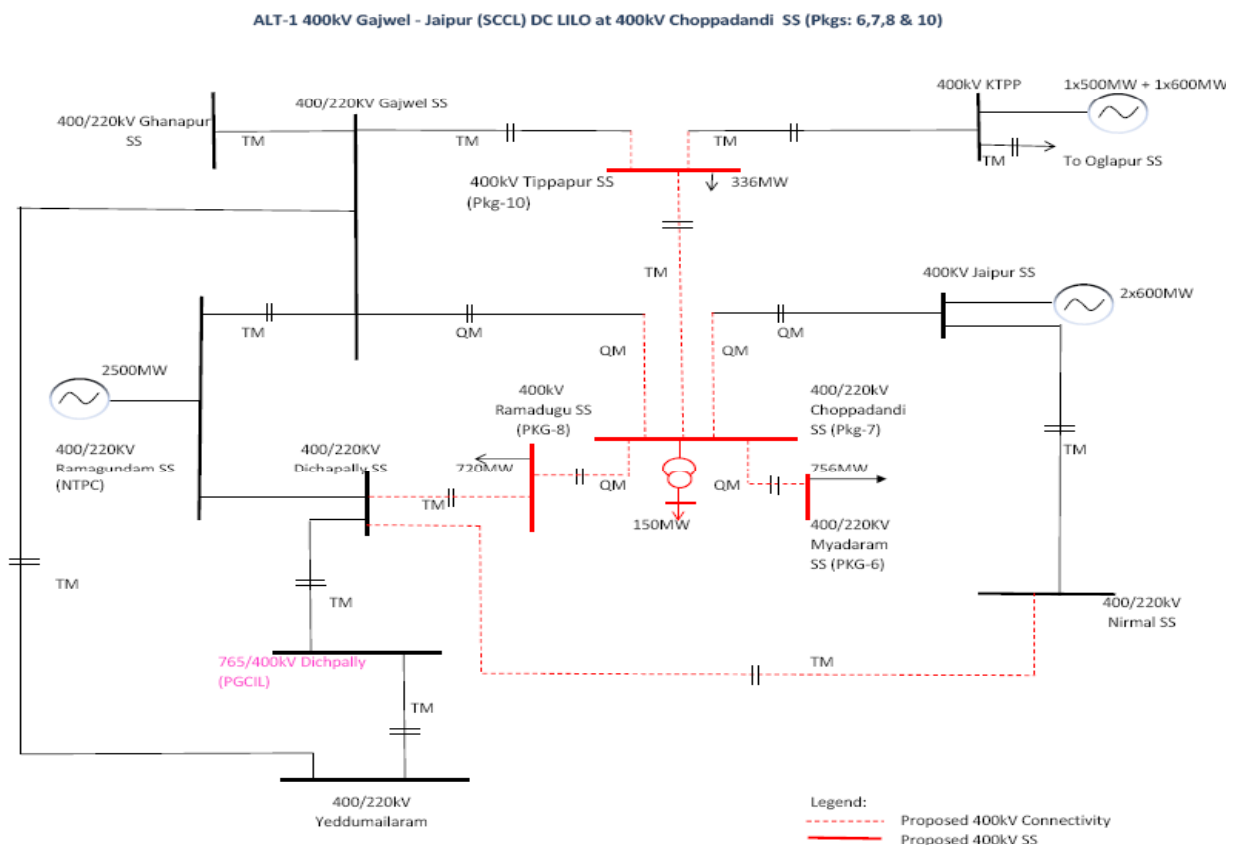 ALT-1 400kV Gajwel - Jaipur (SCCL) DC LILO at 400kV Choppadandi SS (Pkgs: 6,7,8 & 10)
400/220kV Ghanapur
SS
TM
400/220KV Gajwel SS
TM
TM
400kV KTPP
1x500MW + 1x600MW
TM
To Oglapur SS
400kV Tippapur SS
(Pkg-10)
336MW
TM
400KV Jaipur SS
2x600MW
TM
QM
QM
QM
QM
2500MW
400/220KV
Ramagundam SS
(NTPC)
400/220KV
Dichapally SS
400kV
Ramadugu SS
(PKG-8)
720MW
400/220kV
Choppadandi
SS (Pkg-7)
TM
TM
QM
QM
150MW
756MW
400/220KV
Myadaram
SS (PKG-6)
TM
TM
400/220kV
Nirmal SS
765/400kV Dichpally
(PGCIL)
TM
TM
400/220kV
Yeddumailaram
Legend:
Proposed 400kV Connectivity
Proposed 400kV SS